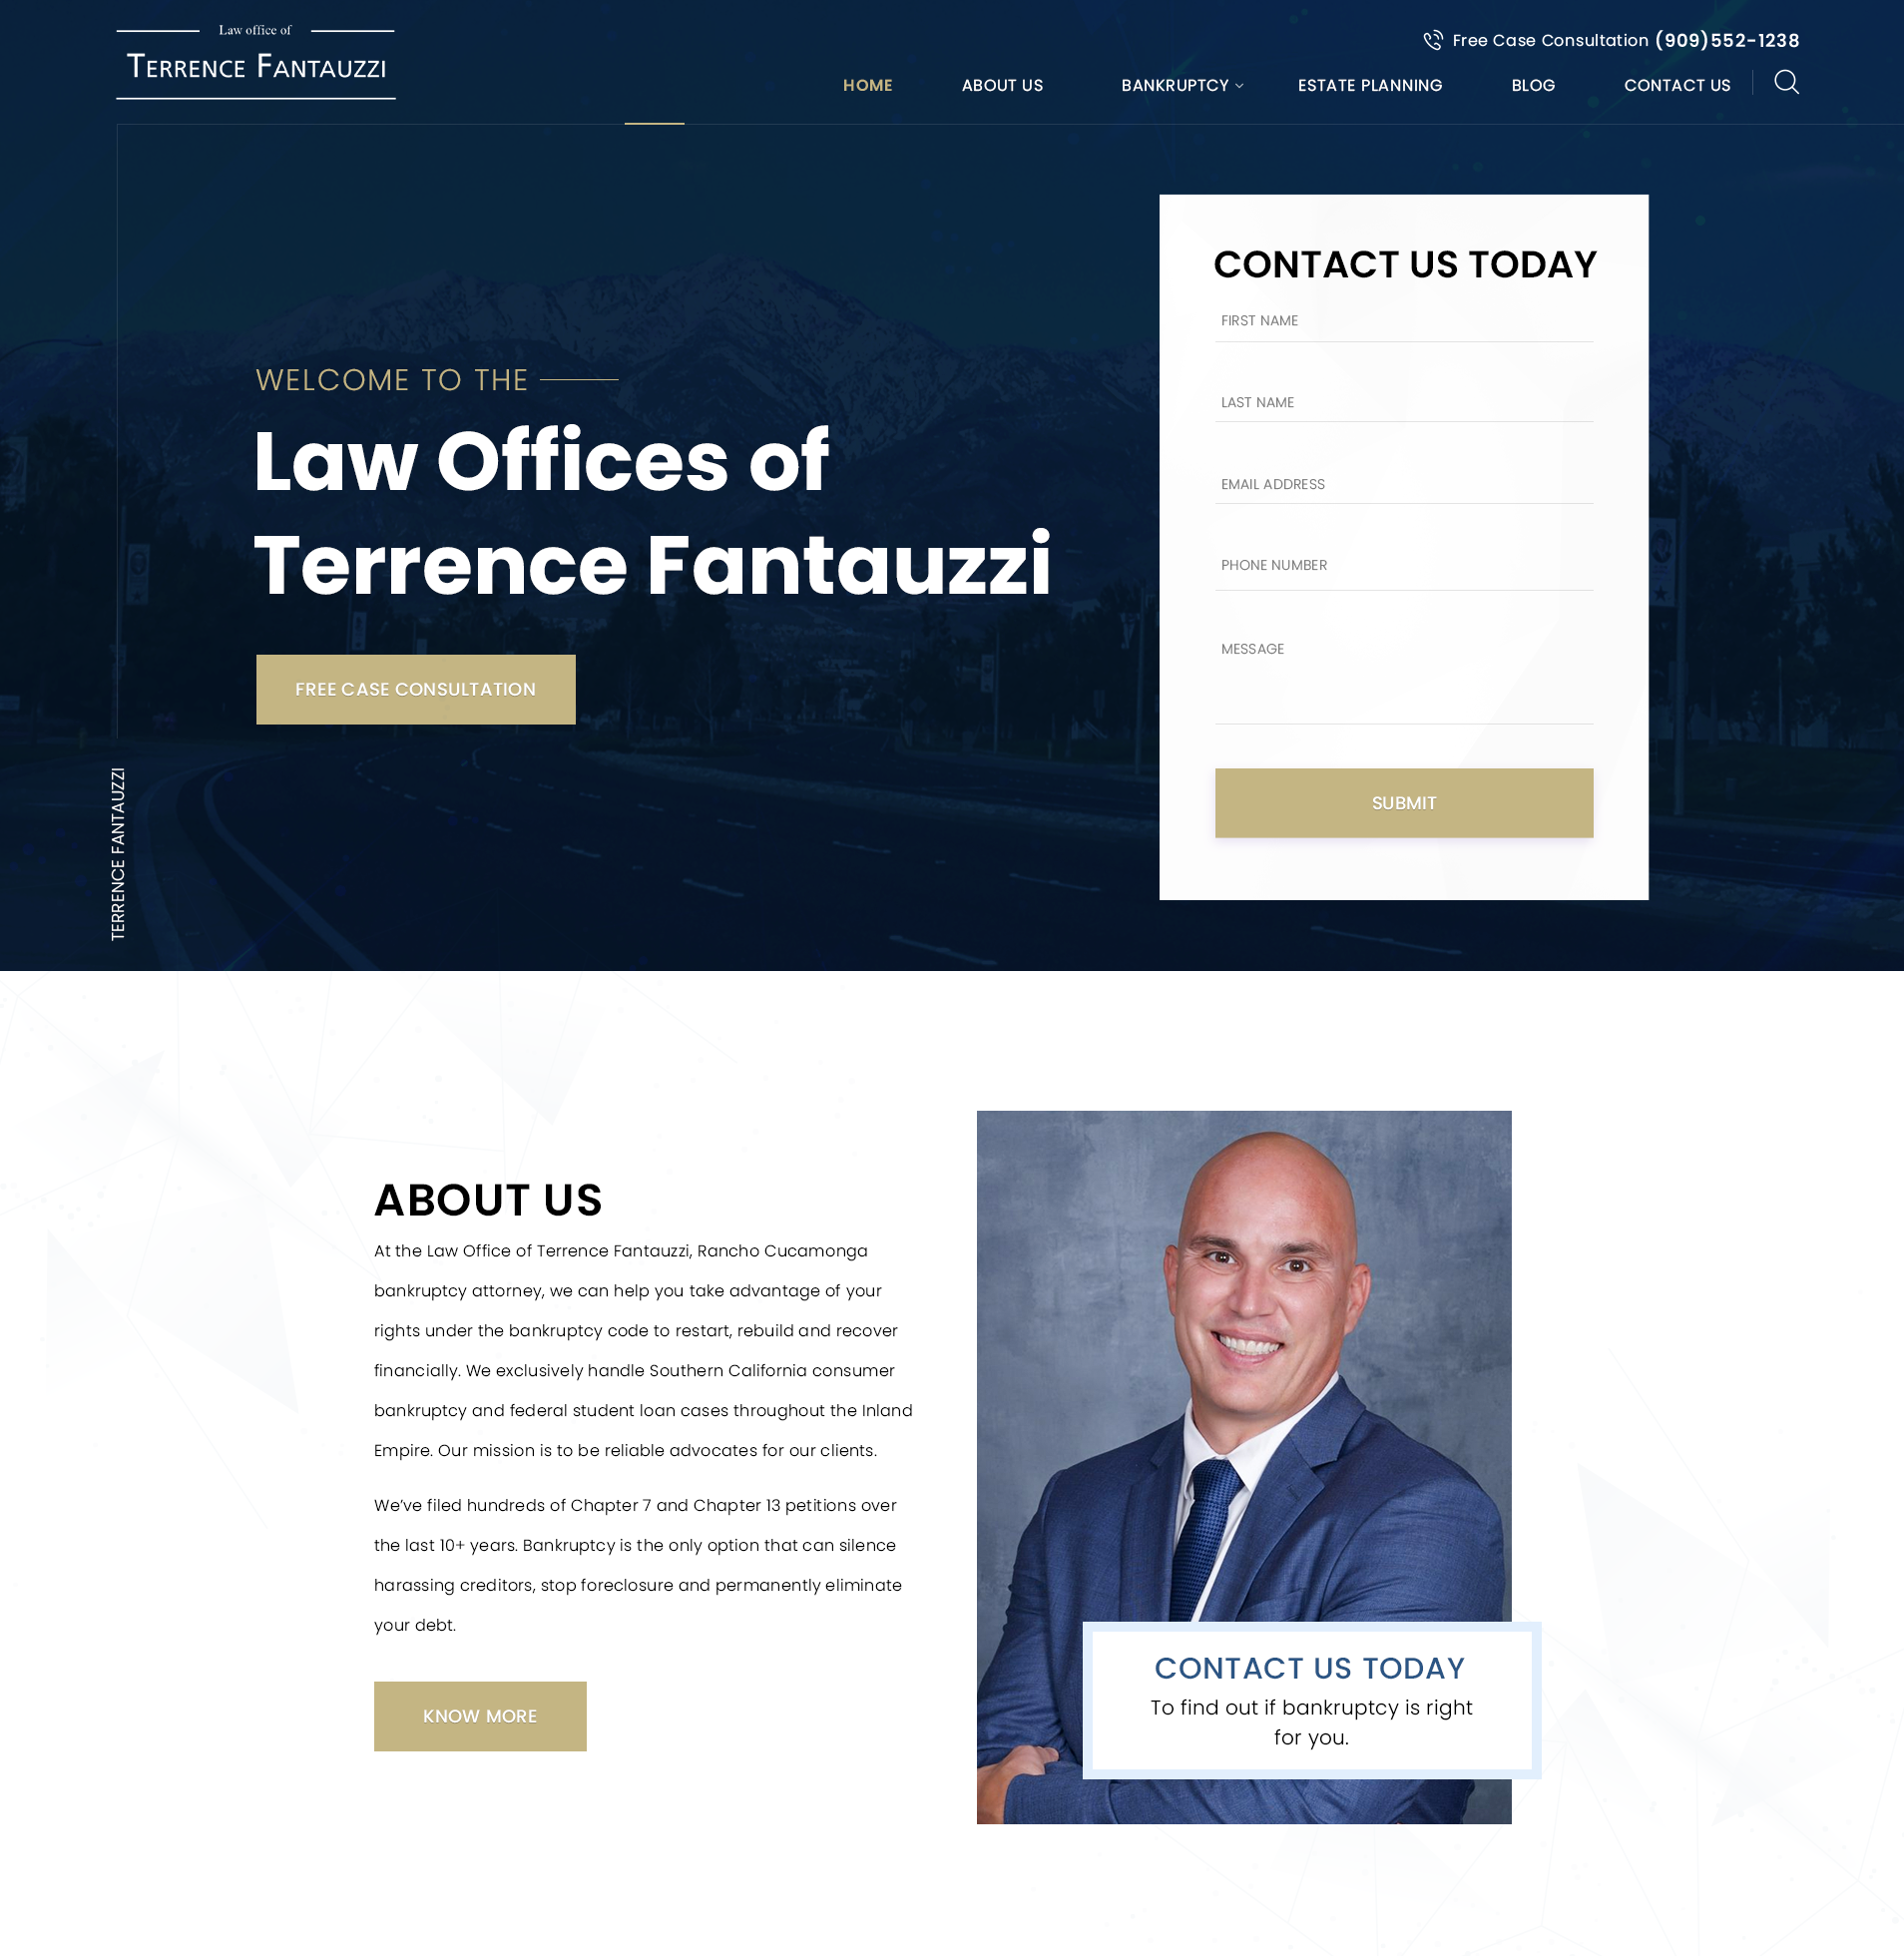 Law office of
TERRENCE FANTAUZZI
Free Case Consultation (909)552-1238
HOME ABOUT US BANKRUPTCY ESTATE PLANNING BLOG CONTACT US
WELCOME TO THE
Law Offices of
Terrence Fantauzzi
FREE CASE CONSULTATION
TERRENCE FANTAUZZI
CONTACT US TODAY
FIRST NAME
LAST NAME
EMAIL ADDRESS
PHONE NUMBER
MESSAGE
SUBMIT
ABOUT US
At the Law Office of Terrence Fantauzzi, Rancho Cucamonga
bankruptcy attorney, we can help you take advantage of your
rights under the bankruptcy code to restart, rebuild and recover
financially. We exclusively handle Southern California consumer
bankruptcy and federal student loan cases throughout the Inland
Empire. Our mission is to be reliable advocates for our clients.
We’ve filed hundreds of Chapter 7 and Chapter 13 petitions over
the last 10+ years. Bankruptcy is the only option that can silence
harassing creditors, stop foreclosure and permanently eliminate
your debt.
KNOW MORE
CONTACT US TODAY
To find out if bankruptcy is right
for you.